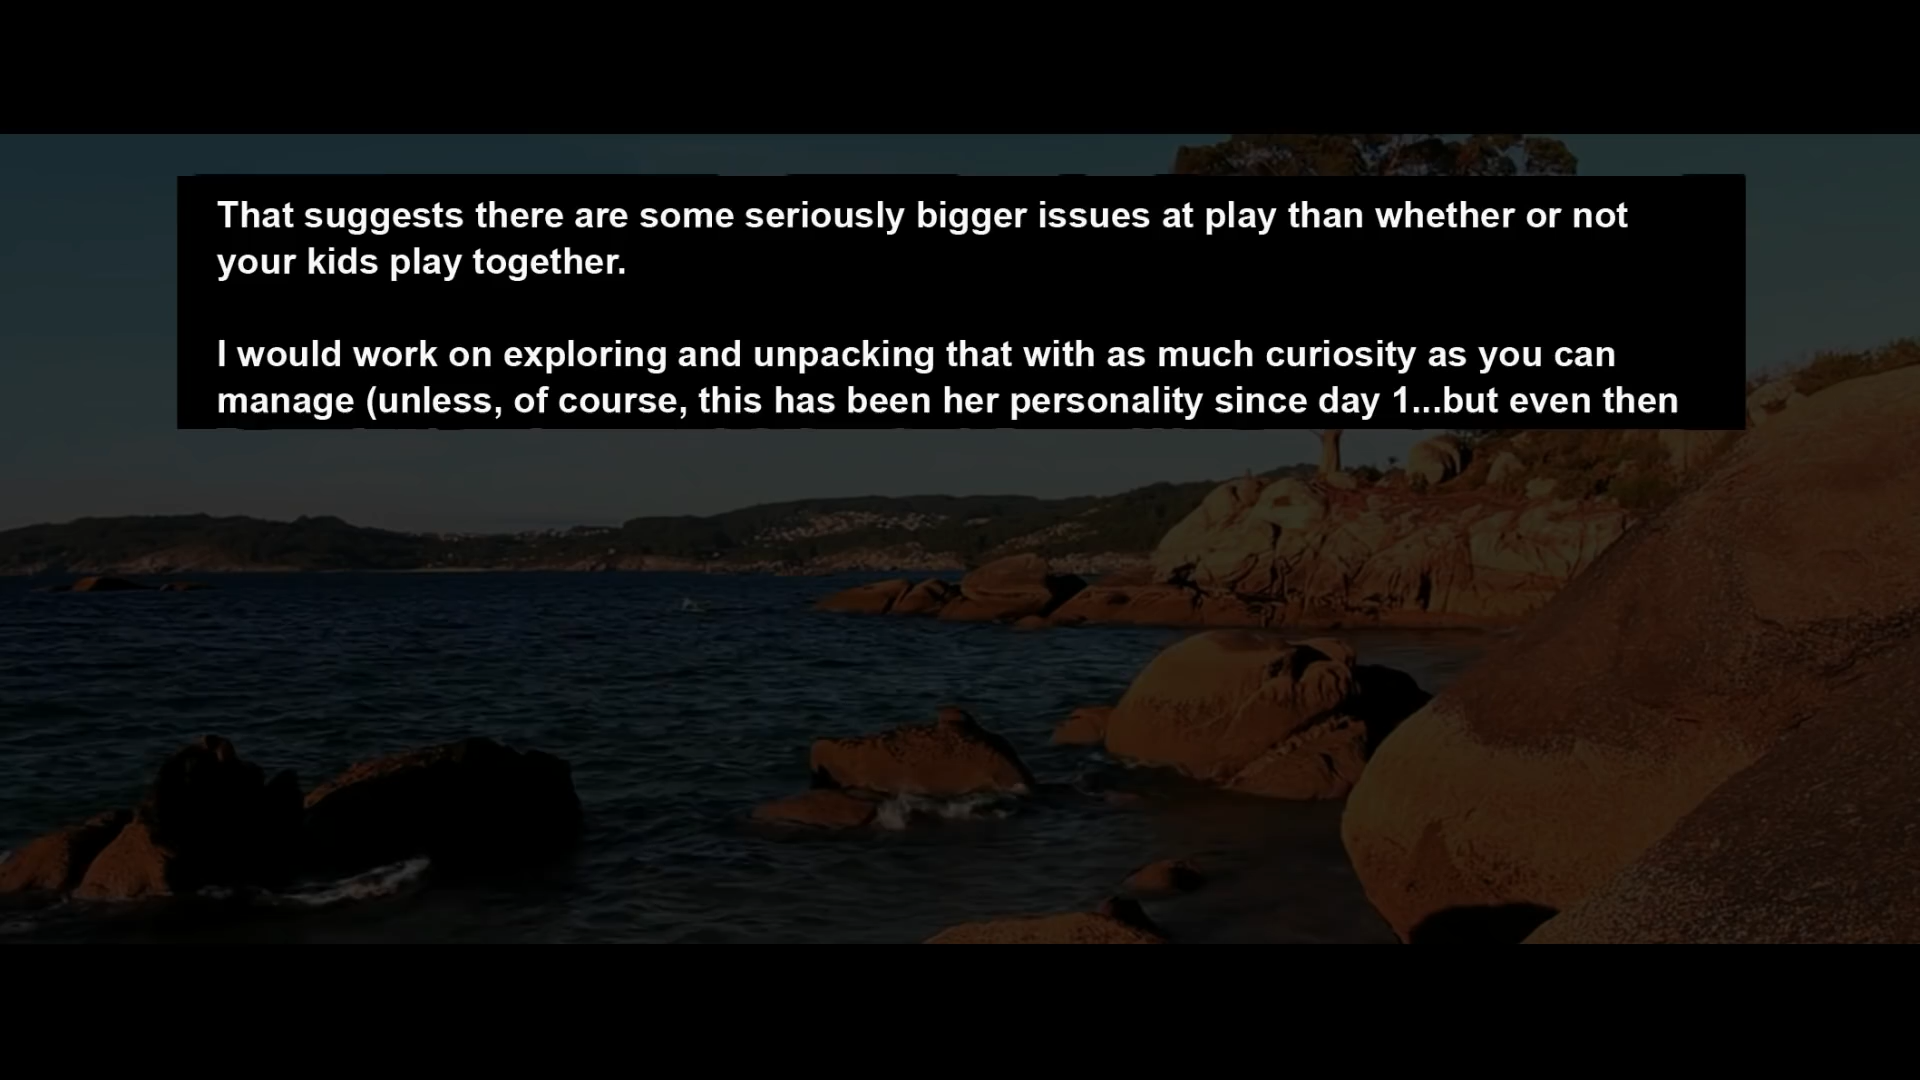 That suggests there are some seriously bigger issues at play than whether or not
your kids play together.
I would work on exploring and unpacking that with as much curiosity as you can
manage (unless, of course, this has been her personality since day 1...but even then